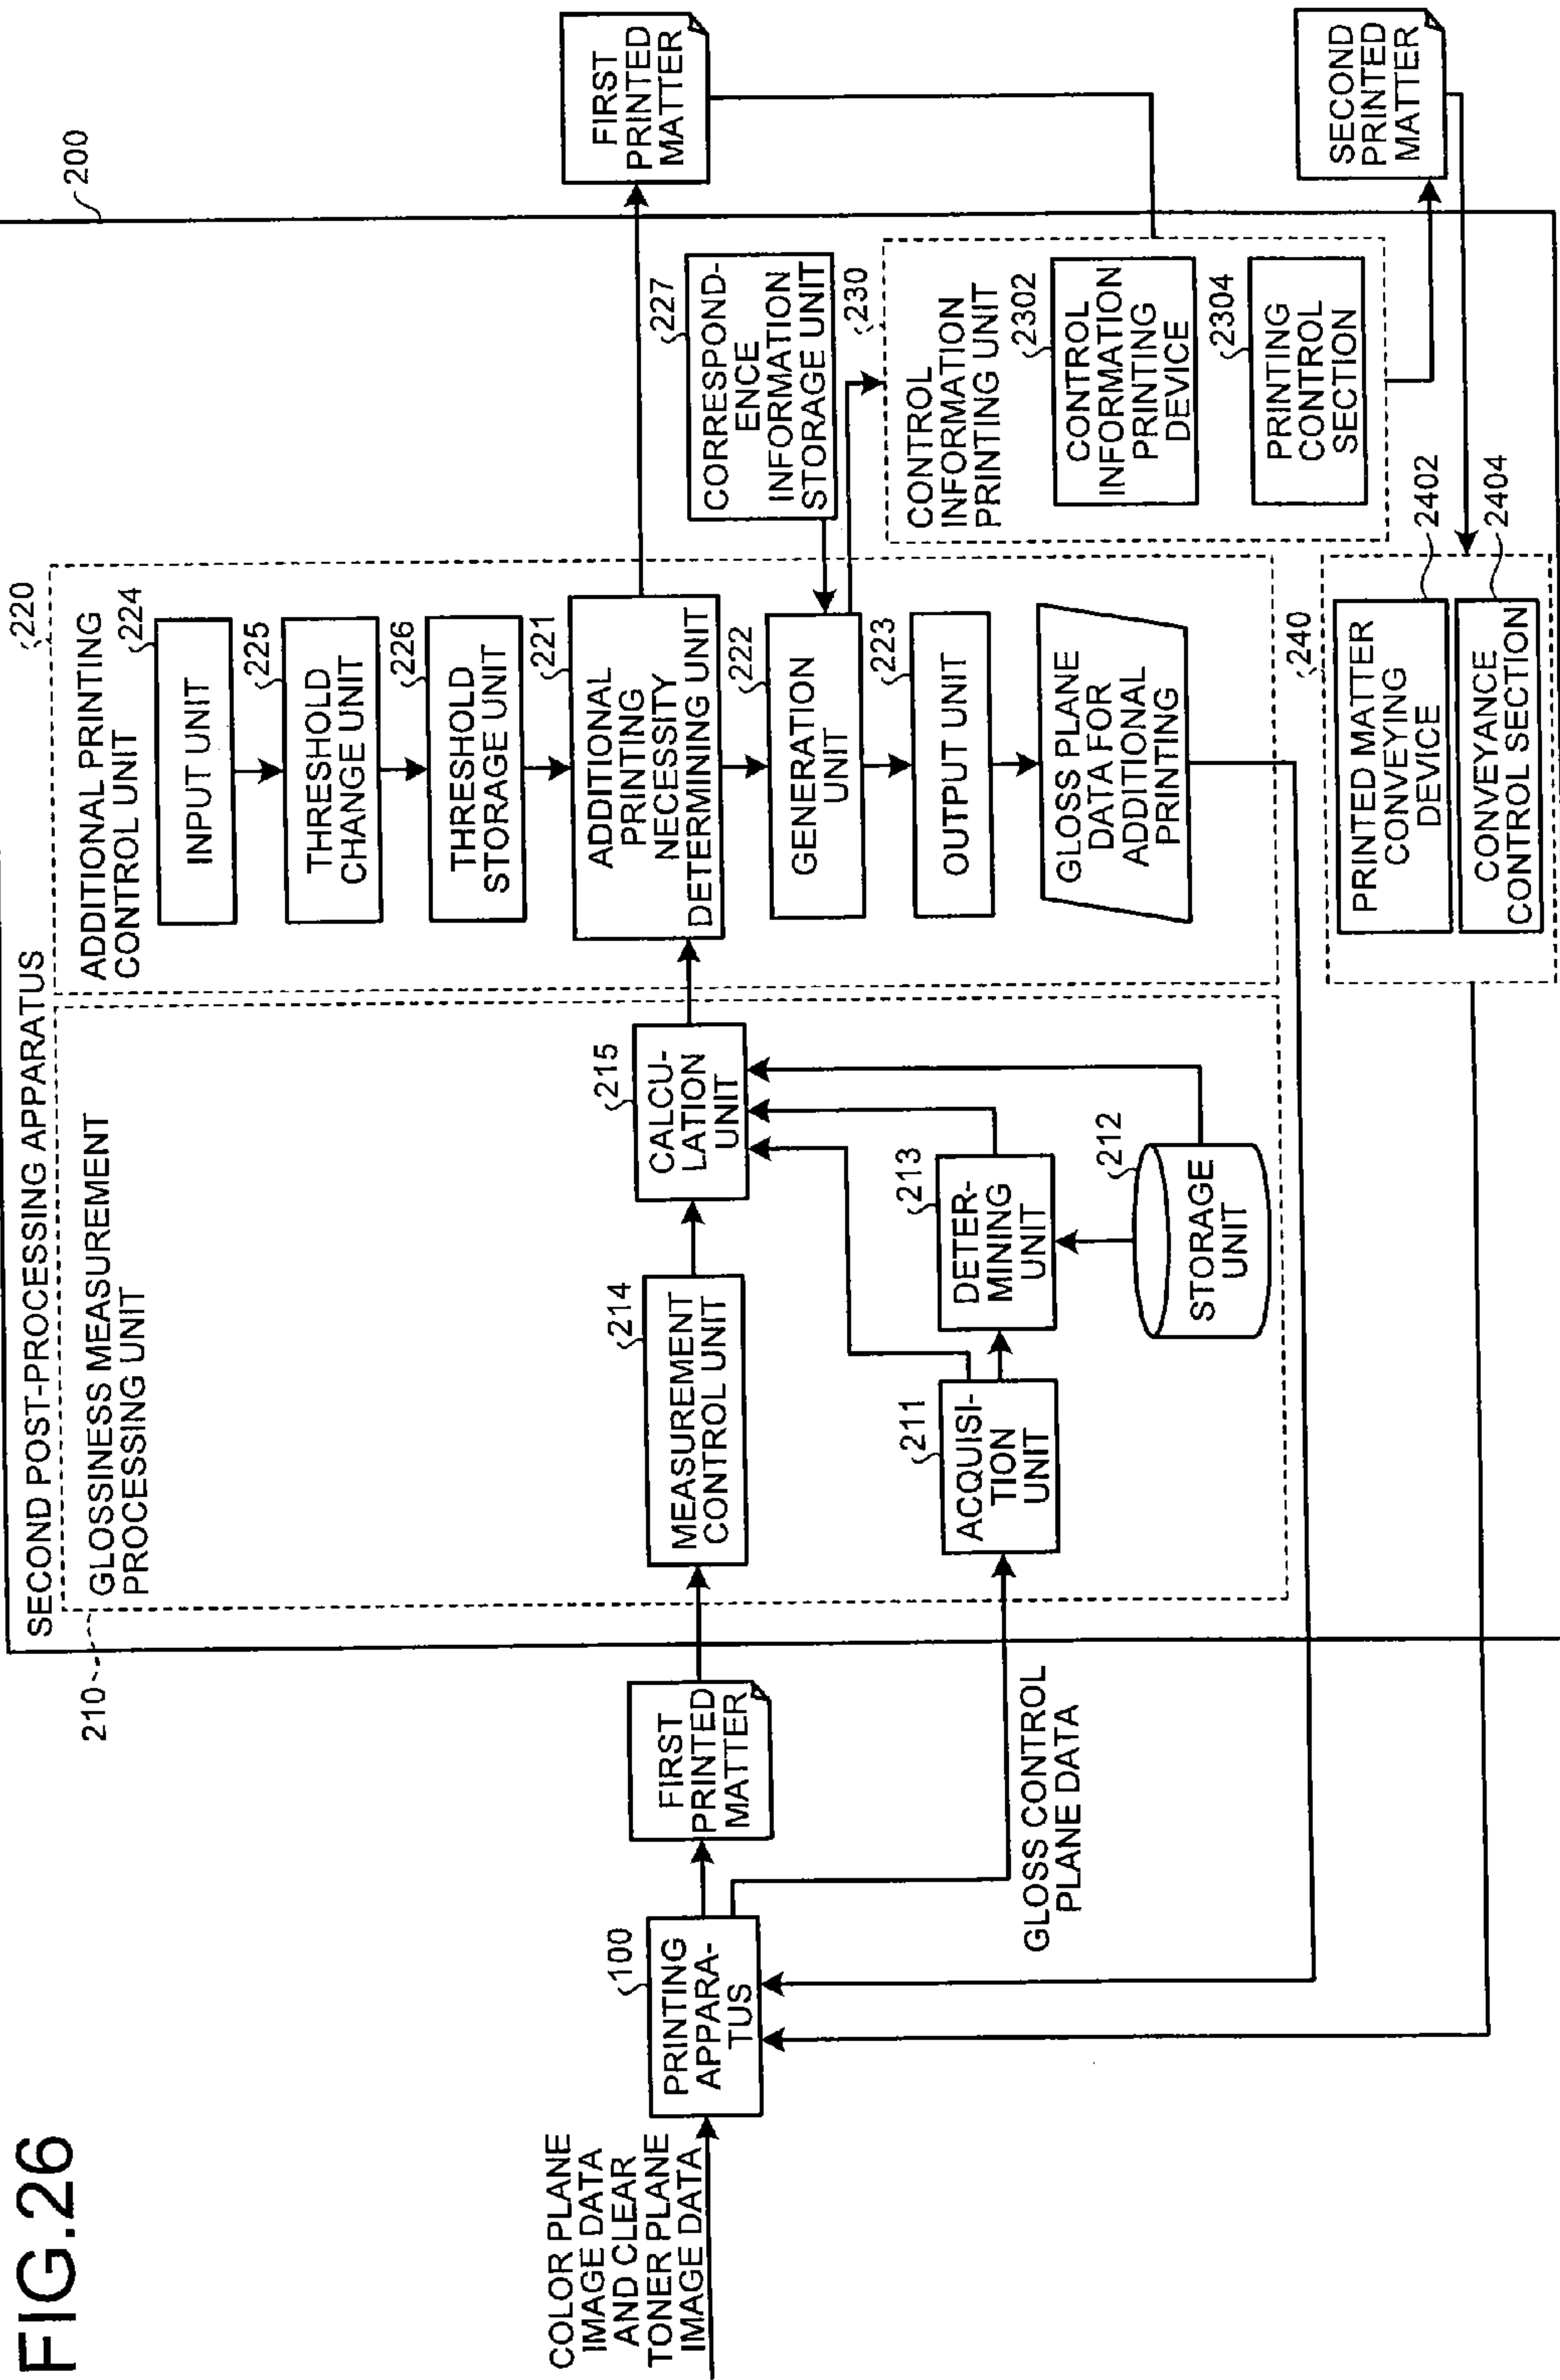 FIG.26
COLOR PLANE
IMAGE DATA
AND CLEAR
TONER PLANE
IMAGE DATA
100
PRINTING
APPARA-
TUS
FIRST
PRINTED
MATTER
GLOSS CONTROL
PLANE DATA
200
SECOND POST-PROCESSING APPARATUS
210
GLOSSINESS MEASUREMENT
PROCESSING UNIT
214
MEASUREMENT
CONTROL UNIT
215
CALCU-
LATION
UNIT
211
ACQUISI-
TION
UNIT
213
DETER-
MINING
UNIT
212
STORAGE
UNIT
220
ADDITIONAL PRINTING
CONTROL UNIT
224
INPUT UNIT
225
THRESHOLD
CHANGE UNIT
226
THRESHOLD
STORAGE UNIT
221
ADDITIONAL
PRINTING
NECESSITY
DETERMINING UNIT
222
GENERATION
UNIT
223
OUTPUT UNIT
GLOSS PLANE
DATA FOR
ADDITIONAL
PRINTING
227
CORRESPOND-
ENCE
INFORMATION
STORAGE UNIT
230
CONTROL
INFORMATION
PRINTING UNIT
2302
CONTROL
INFORMATION
PRINTING
DEVICE
2304
PRINTING
CONTROL
SECTION
240
PRINTED MATTER
CONVEYING
DEVICE
2402
CONVEYANCE
CONTROL SECTION
2404
FIRST
PRINTED
MATTER
SECOND
PRINTED
MATTER